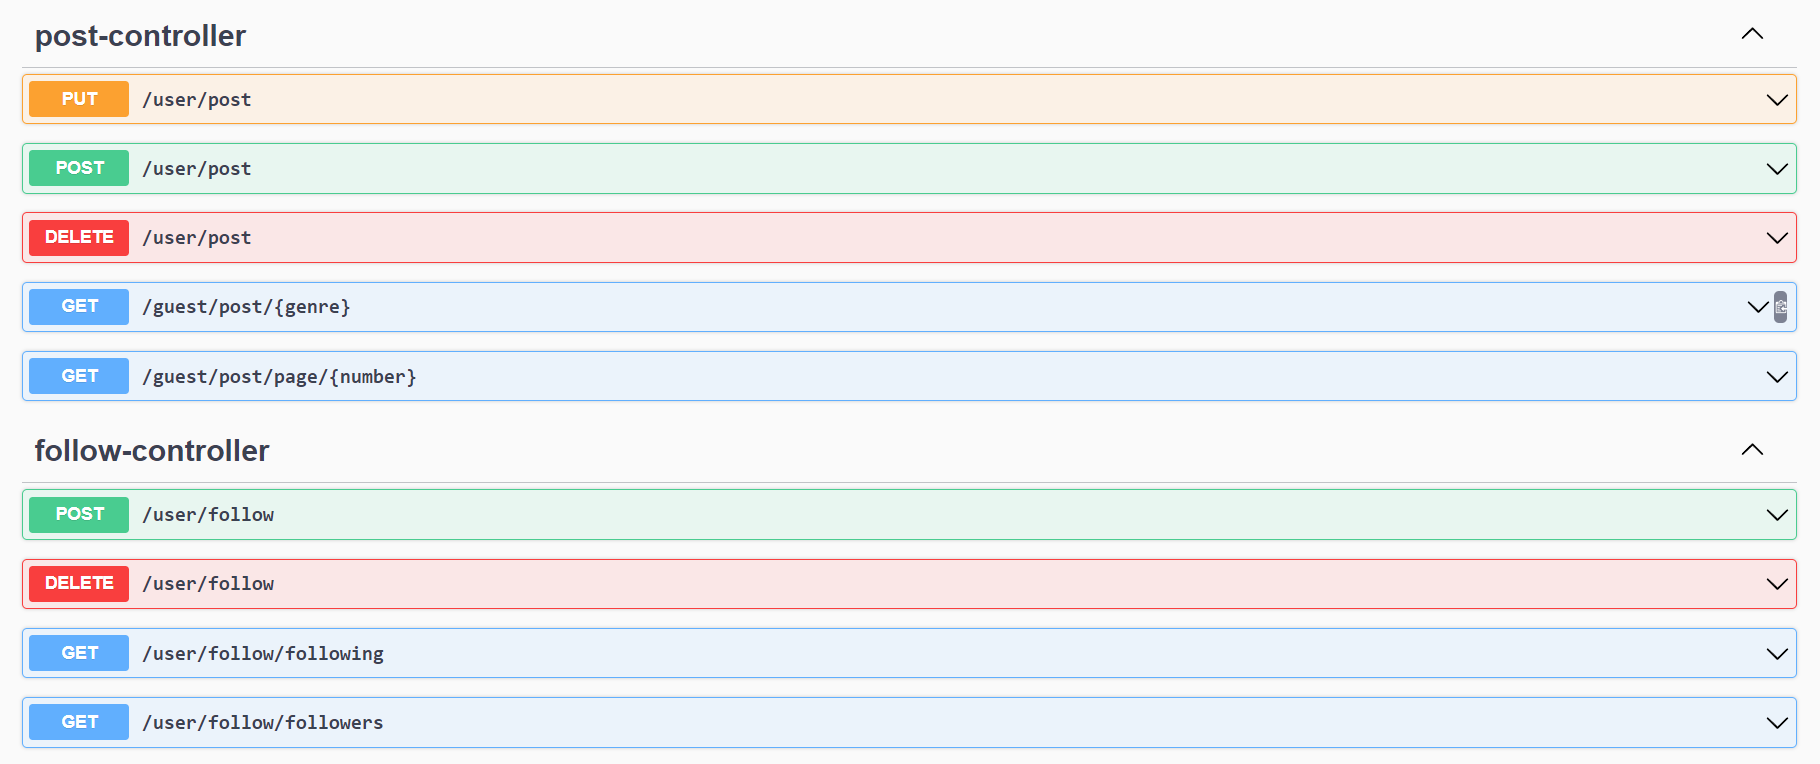 post-controller
PUT /user/post
POST /user/post
DELETE /user/post
GET /guest/post/{genre}
GET /guest/post/page/{number}
follow-controller
POST /user/follow
DELETE /user/follow
GET /user/follow/following
GET /user/follow/followers